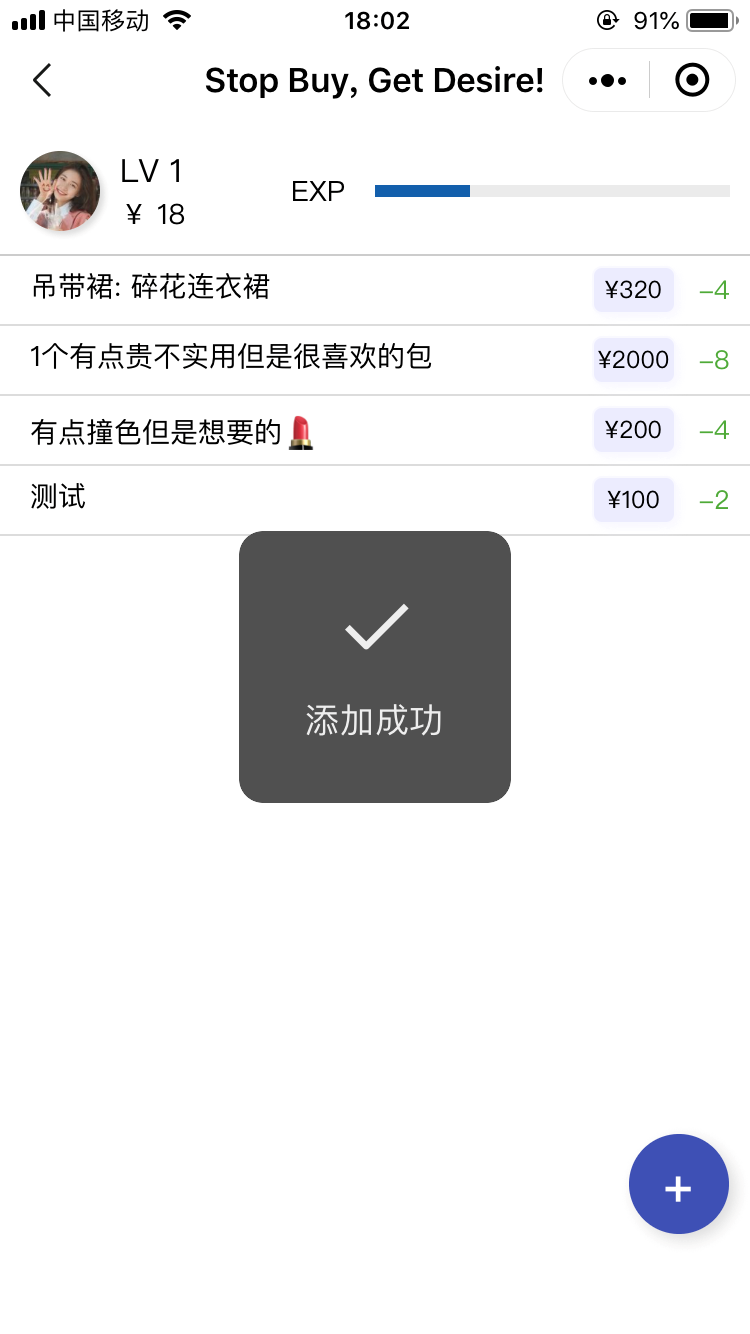 中国移动 18:02 91%
Stop Buy, Get Desire!
LV 1
¥ 18
EXP
吊带裙: 碎花连衣裙 ¥320 -4
1个有点贵不实用但是很喜欢的包 ¥2000 -8
有点撞色但是想要的💄 ¥200 -4
测试 ¥100 -2
添加成功
+